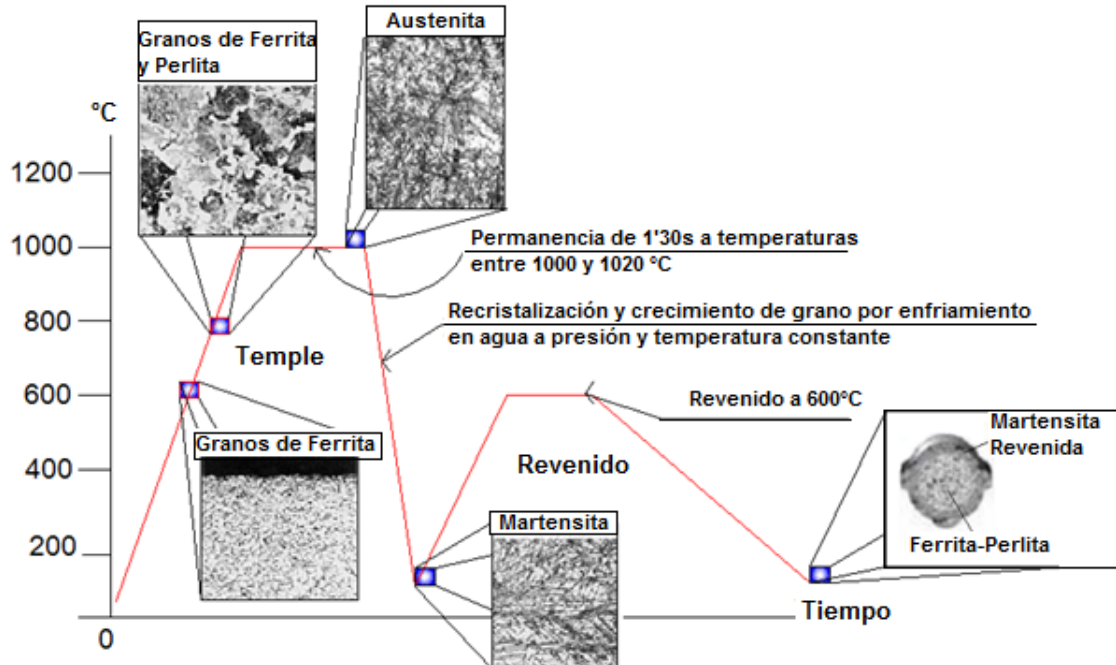 Granos de Ferrita
y Perlita
Austenita
°C
1200
1000
800
600
400
200
0
Permanencia de 1'30s a temperaturas
entre 1000 y 1020 ºC
Recristalización y crecimiento de grano por enfriamiento
en agua a presión y temperatura constante
Temple
Granos de Ferrita
Revenido a 600ºC
Revenido
Martensita
Martensita
Revenida
Ferrita-Perlita
Tiempo